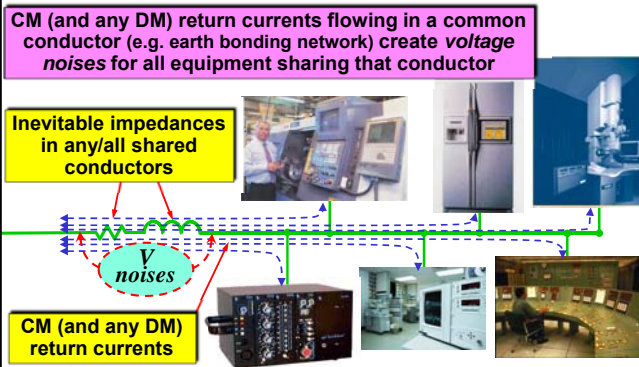 CM (and any DM) return currents flowing in a common
conductor (e.g. earth bonding network) create voltage
noises for all equipment sharing that conductor
Inevitable impedances
in any/all shared
conductors
V
noises
CM (and any DM)
return currents